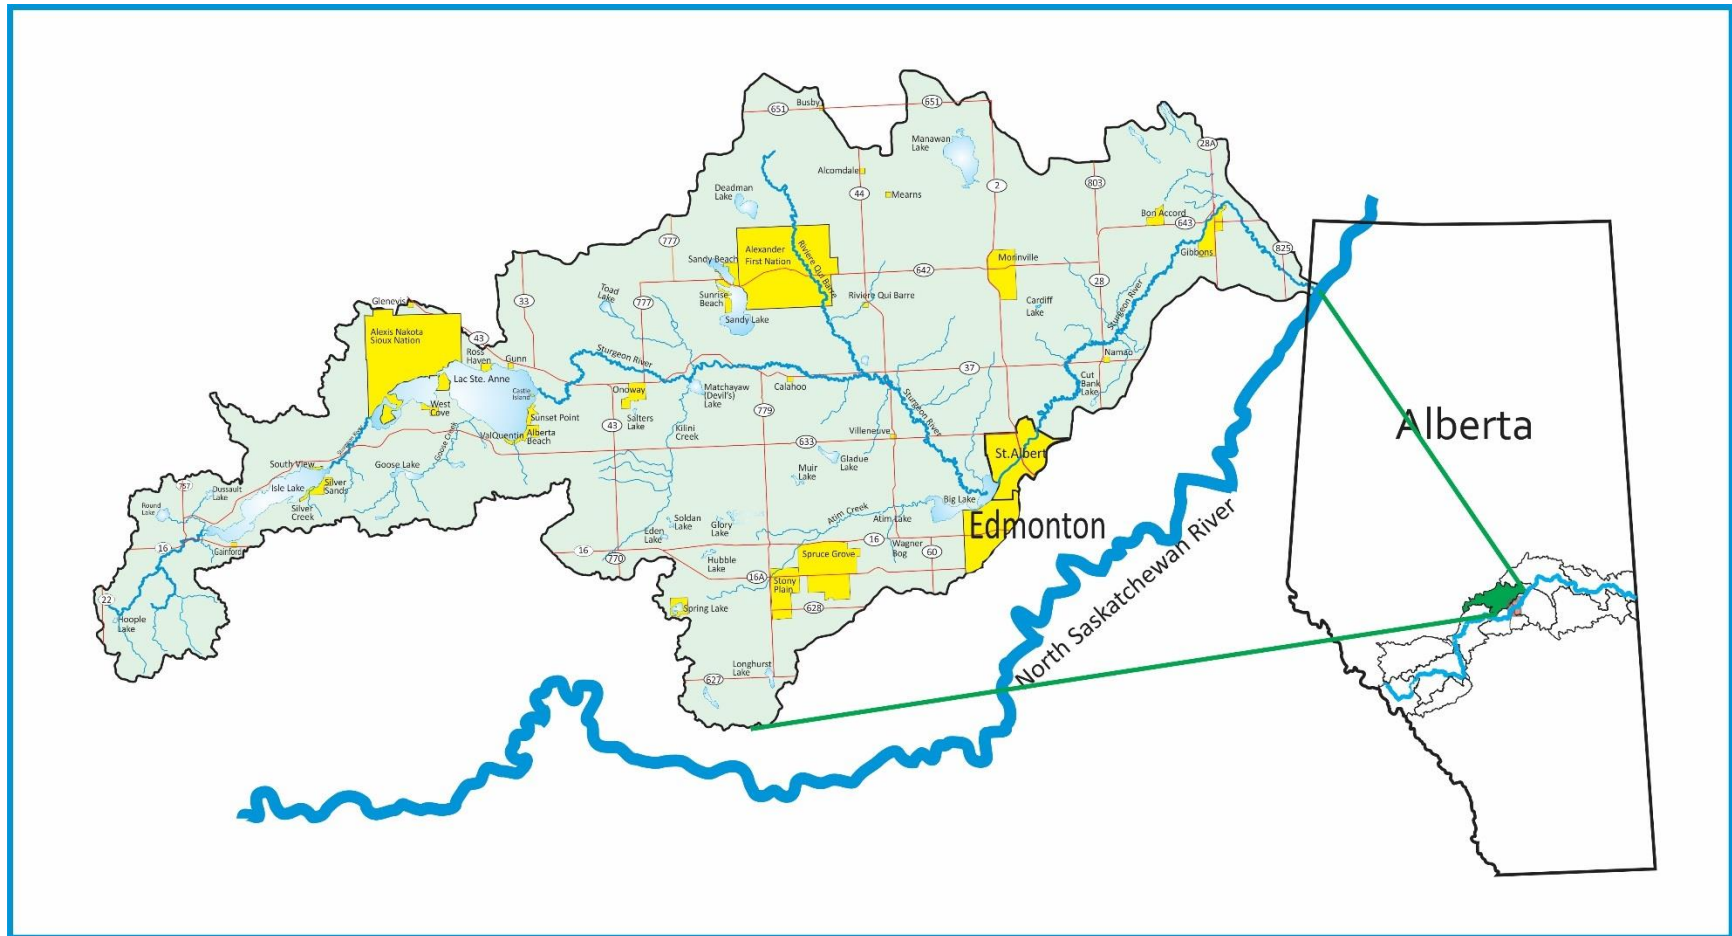 651
Busby
651
Manawan
Lake
28A
Alcomdale
44
Mearns
2
803
Deadman
Lake
Bon Accord
643
Gibbons
825
777
Alexander
First Nation
Riviere Qui Barre
Sandy Beach
642
Morinville
28
Sunrise
Beach
Sandy Lake
Riviere Qui Barre
Cardiff
Lake
Sturgeon River
Toad
Lake
777
33
Glenevis
Alexis Nakota
Sioux Nation
43
Ross
Haven
Gunn
Sturgeon River
Namao
37
Lac Ste. Anne
Castle
Island
Onoway
Matchayaw
(Devil's)
Lake
Calahoo
Cut
Bank
Lake
West
Cove
Sunset Point
Salters
Lake
43
Kilini
Creek
779
Sturgeon River
ValQuentin
Alberta
Beach
Goose Creek
633
Villeneuve
St.Albert
Alberta
South View
Goose Lake
Muir
Lake
Gladue
Lake
757
Dussault
Lake
Isle Lake
Silver
Sands
Silver
Creek
Round
Lake
Big Lake
Atim Creek
Atim Lake
Edmonton
Soldan
Lake
Glory
Lake
Eden
Lake
16
Wagner
Bog
60
16
Gainford
16
770
Hubble
Lake
Spruce Grove
16A
Stony
Plain
22
Hoople
Lake
Spring Lake
628
North Saskatchewan River
Longhurst
Lake
627